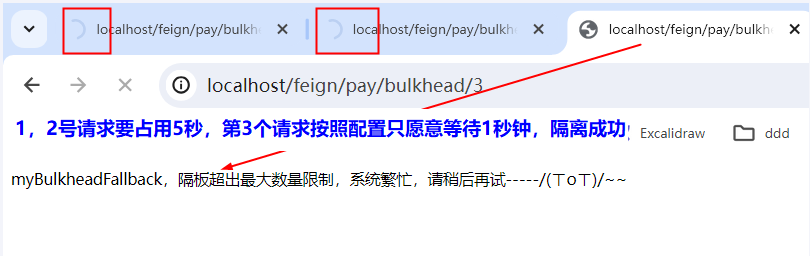 localhost/feign/pay/bulkhe
localhost/feign/pay/bulkhe
localhost/feign/pay/bulkhe
localhost/feign/pay/bulkhead/3
1，2号请求要占用5秒，第3个请求按照配置只愿意等待1秒钟，隔离成功
Excalidraw
ddd
myBulkheadFallback，隔板超出最大数量限制，系统繁忙，请稍后再试-----/(ㄒoㄒ)/~~